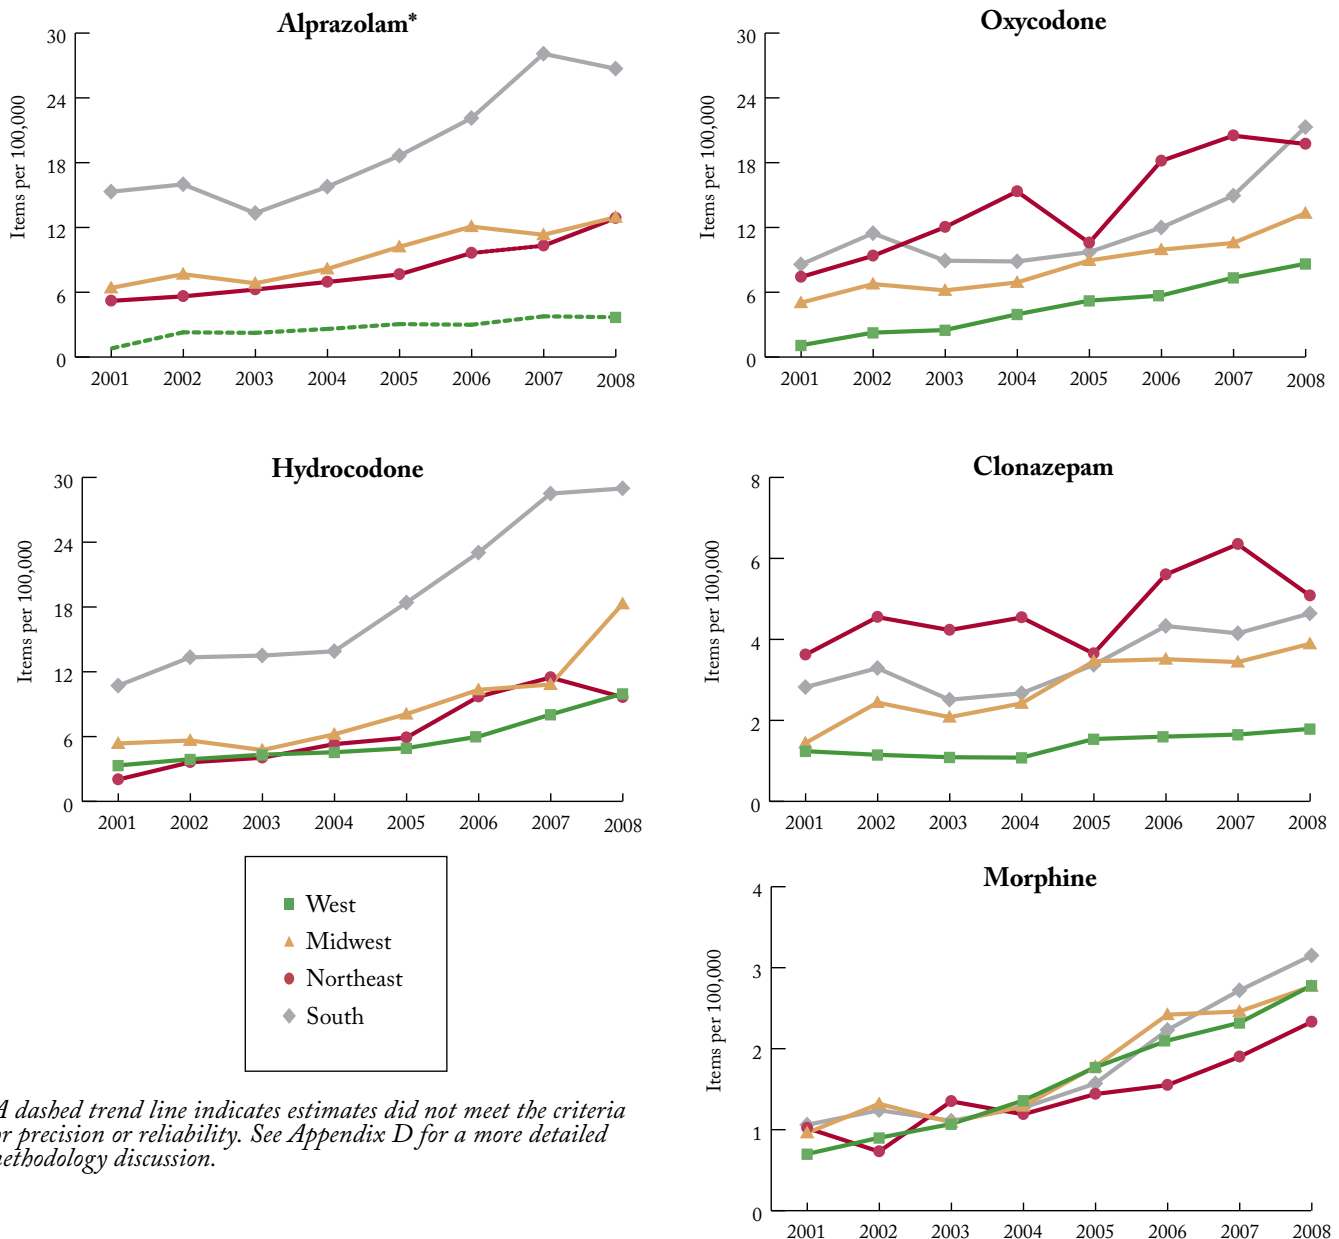 Alprazolam*
Items per 100,000
30
24
18
12
6
0
2001 2002 2003 2004 2005 2006 2007 2008
Oxycodone
Items per 100,000
30
24
18
12
6
0
2001 2002 2003 2004 2005 2006 2007 2008
Hydrocodone
Items per 100,000
30
24
18
12
6
0
2001 2002 2003 2004 2005 2006 2007 2008
Clonazepam
Items per 100,000
8
6
4
2
0
2001 2002 2003 2004 2005 2006 2007 2008
West
Midwest
Northeast
South
Morphine
Items per 100,000
4
3
2
1
0
2001 2002 2003 2004 2005 2006 2007 2008
A dashed trend line indicates estimates did not meet the criteria
or precision or reliability. See Appendix D for a more detailed
ethodology discussion.